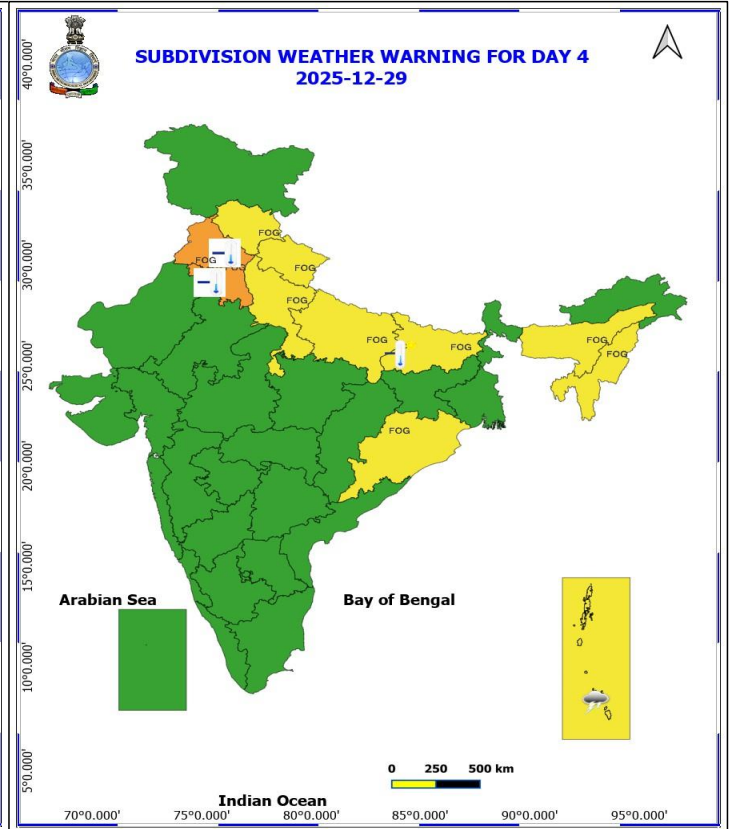 SUBDIVISION WEATHER WARNING FOR DAY 4
2025-12-29
40°0.000'
35°0.000'
30°0.000'
25°0.000'
20°0.000'
15°0.000'
10°0.000'
5°0.000'
FOG
FOG
FOG
FOG
FOG
FOG
FOG
FOG
FOG
Arabian Sea
Bay of Bengal
0 250 500 km
Indian Ocean
70°0.000' 75°0.000' 80°0.000' 85°0.000' 90°0.000' 95°0.000'